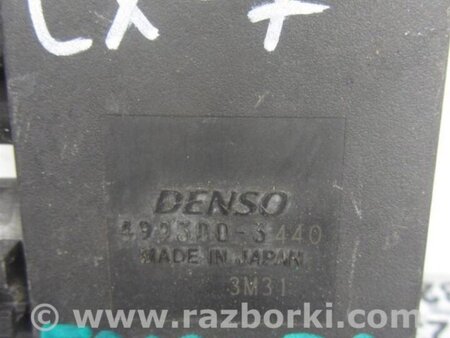 CX-7
DENSO
499300-3440
MADE IN JAPAN
3M31
www.razborki.com